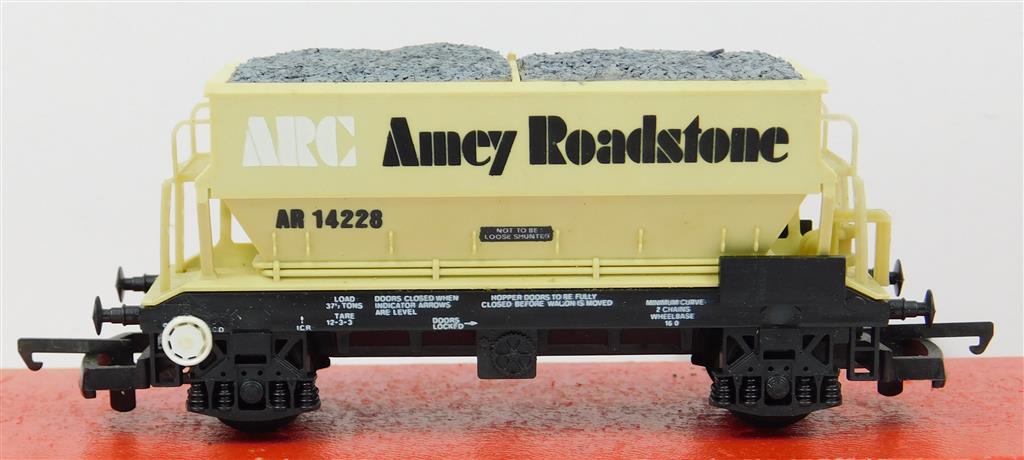 ARC Amey Roadstone
AR 14228
NOT TO BE
LOOSE SHUNTED
LOAD
37½ TONS
TARE
12-3-3
1CR
DOORS CLOSED WHEN
INDICATOR ARROWS
ARE LEVEL
DOORS
LOCKED →
HOPPER DOORS TO BE FULLY
CLOSED BEFORE WAGON IS MOVED
MINIMUM CURVE
2 CHAINS
WHEELBASE
16 0